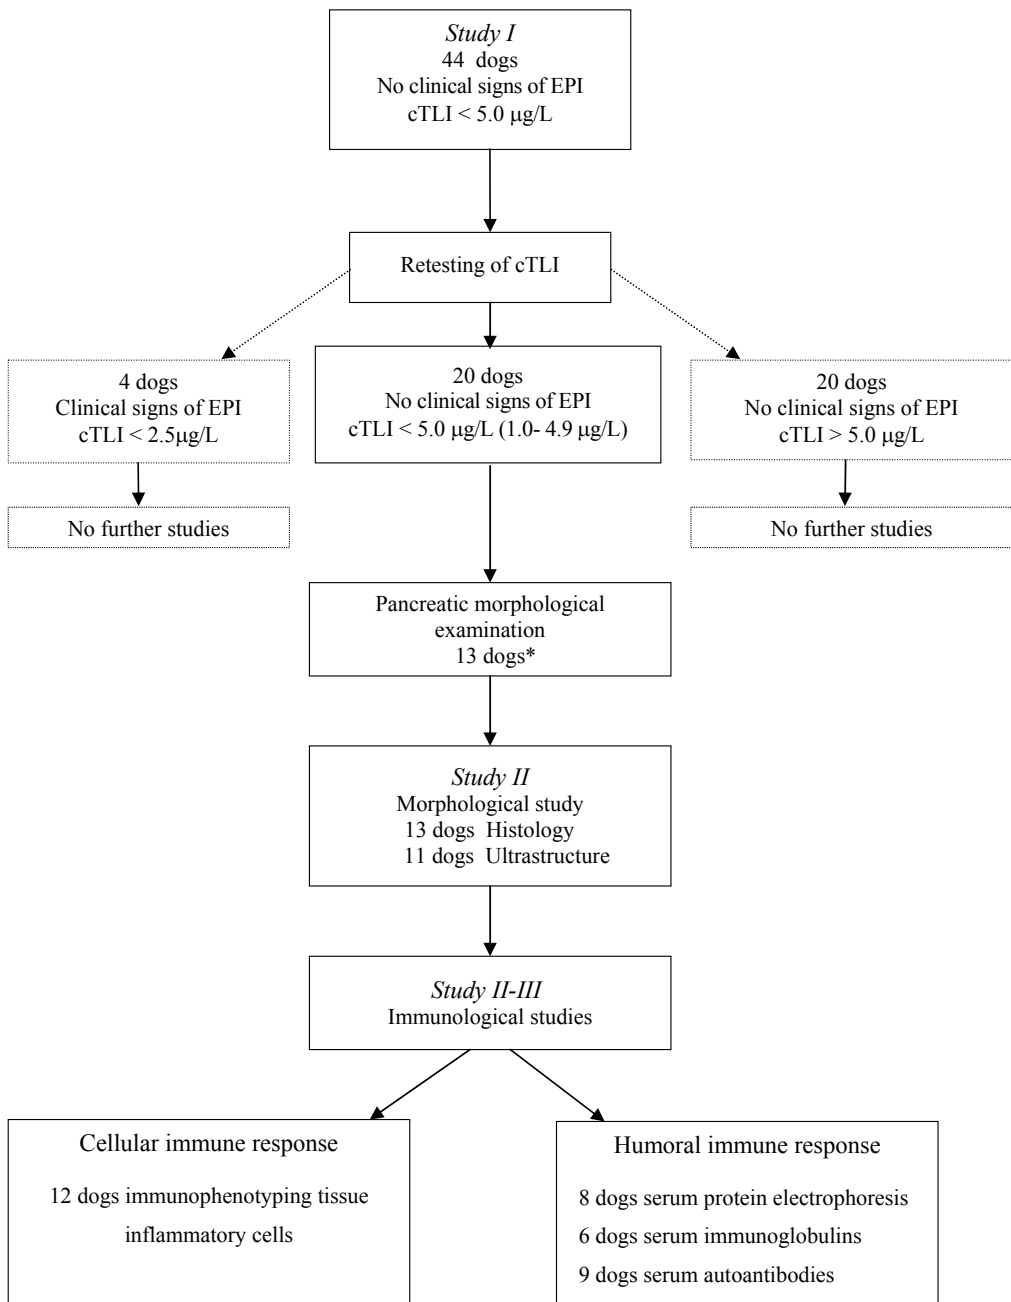 Study I
44 dogs
No clinical signs of EPI
cTLI < 5.0 μg/L
Retesting of cTLI
4 dogs
Clinical signs of EPI
cTLI < 2.5μg/L
20 dogs
No clinical signs of EPI
cTLI < 5.0 μg/L (1.0- 4.9 μg/L)
20 dogs
No clinical signs of EPI
cTLI > 5.0 μg/L
No further studies
No further studies
Pancreatic morphological
examination
13 dogs*
Study II
Morphological study
13 dogs Histology
11 dogs Ultrastructure
Study II-III
Immunological studies
Cellular immune response
12 dogs immunophenotyping tissue
inflammatory cells
Humoral immune response
8 dogs serum protein electrophoresis
6 dogs serum immunoglobulins
9 dogs serum autoantibodies